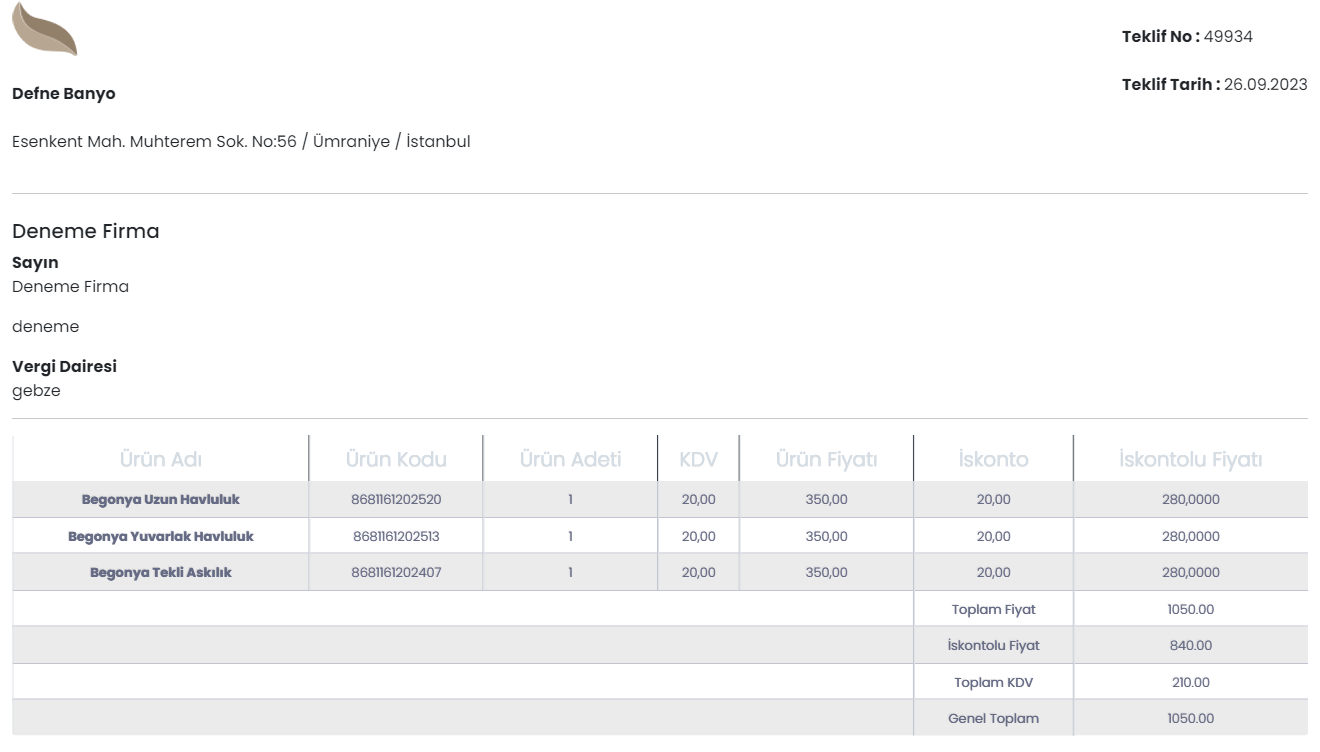 Teklif No : 49934
Teklif Tarih : 26.09.2023
Defne Banyo
Esenkent Mah. Muhterem Sok. No:56 / Ümraniye / İstanbul
Deneme Firma
Sayın
Deneme Firma
deneme
Vergi Dairesi
gebze
Ürün Adı Ürün Kodu Ürün Adeti KDV Ürün Fiyatı İskonto İskontolu Fiyatı
Begonya Uzun Havluluk 8681161202520 1 20,00 350,00 20,00 280,0000
Begonya Yuvarlak Havluluk 8681161202513 1 20,00 350,00 20,00 280,0000
Begonya Tekli Askılık 8681161202407 1 20,00 350,00 20,00 280,0000
Toplam Fiyat 1050.00
İskontolu Fiyat 840.00
Toplam KDV 210.00
Genel Toplam 1050.00